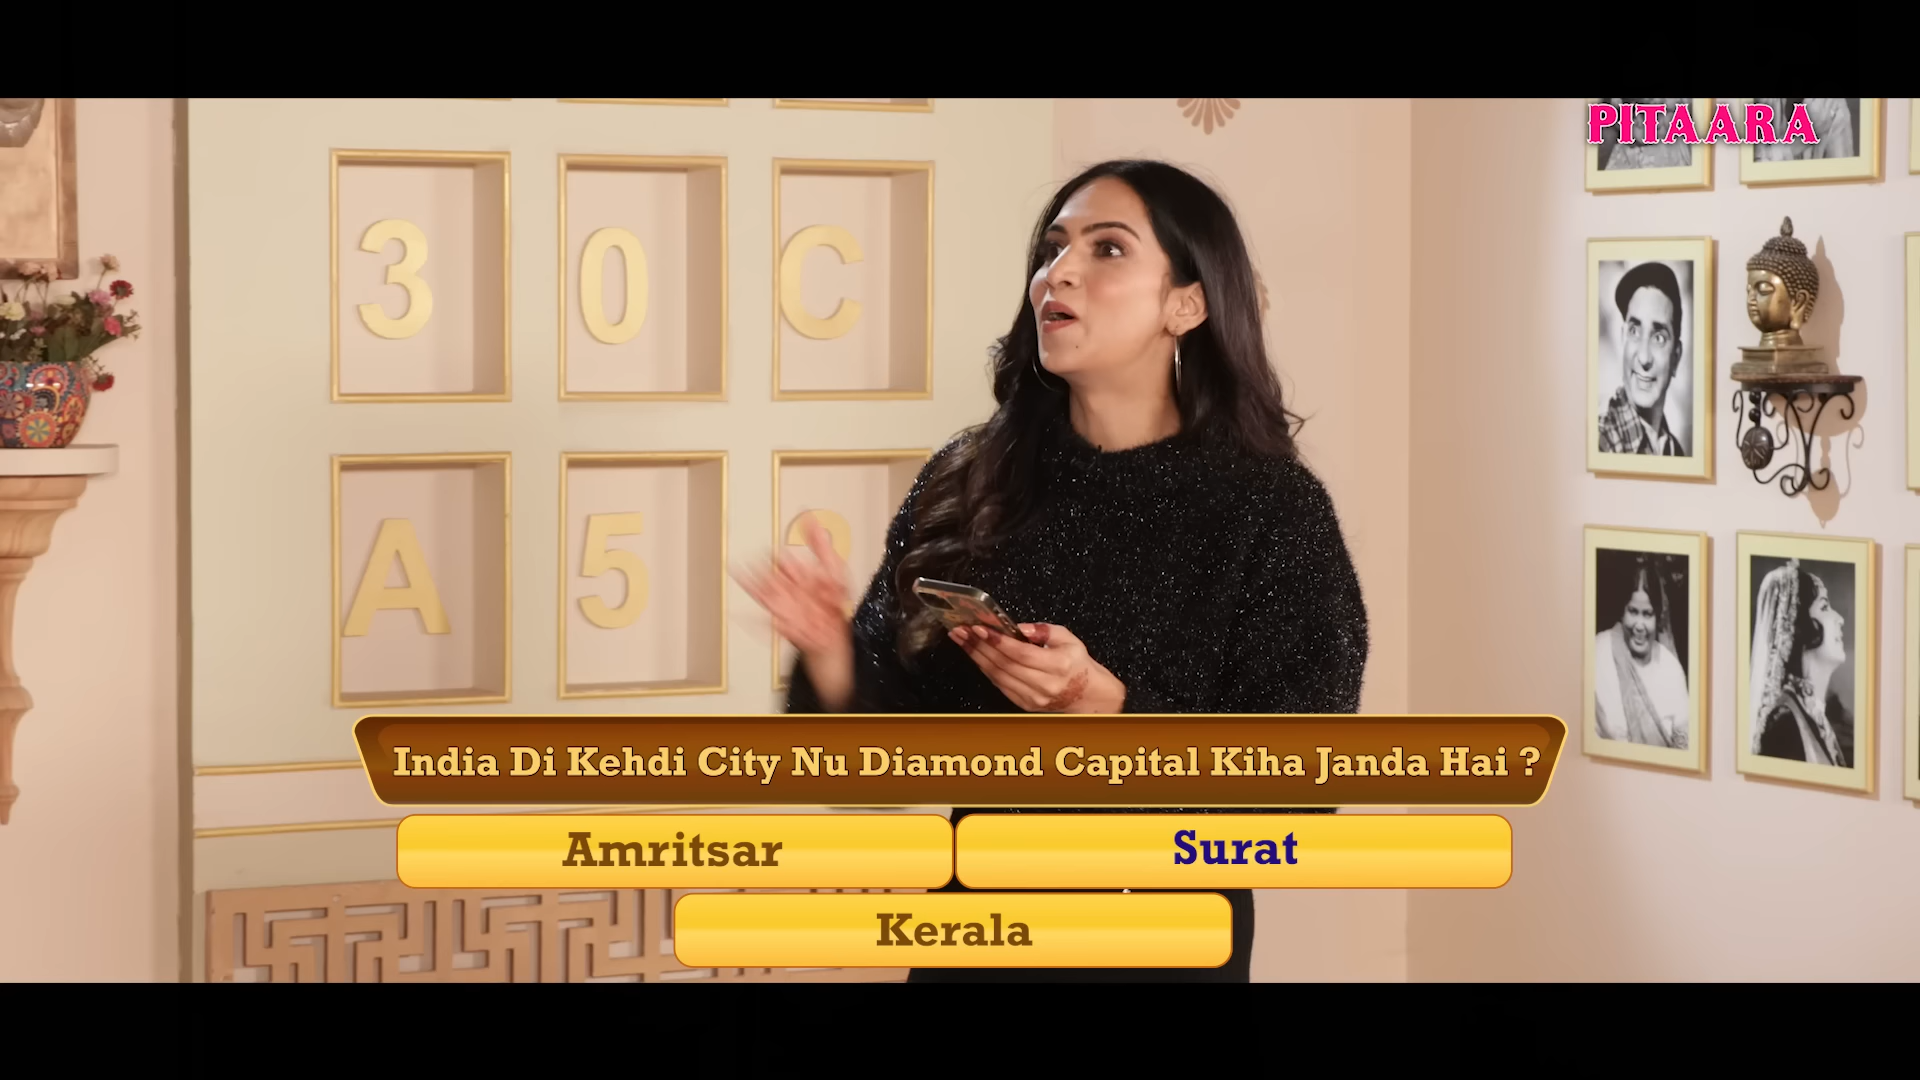 PITAARA
3 0 C
A 5
India Di Kehdi City Nu Diamond Capital Kiha Janda Hai ?
Amritsar
Surat
Kerala